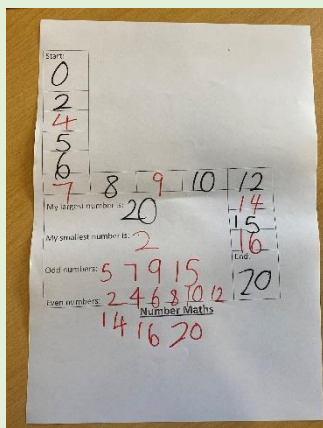 Start:
0
2
4
5
6
7 8 9 10 12
14
My largest number is: 20
15
My smallest number is: 2
16
End:
20
Odd numbers: 5 7 9 15
Even numbers: 2 4 6 8 10 12
Number Maths
14 16 20